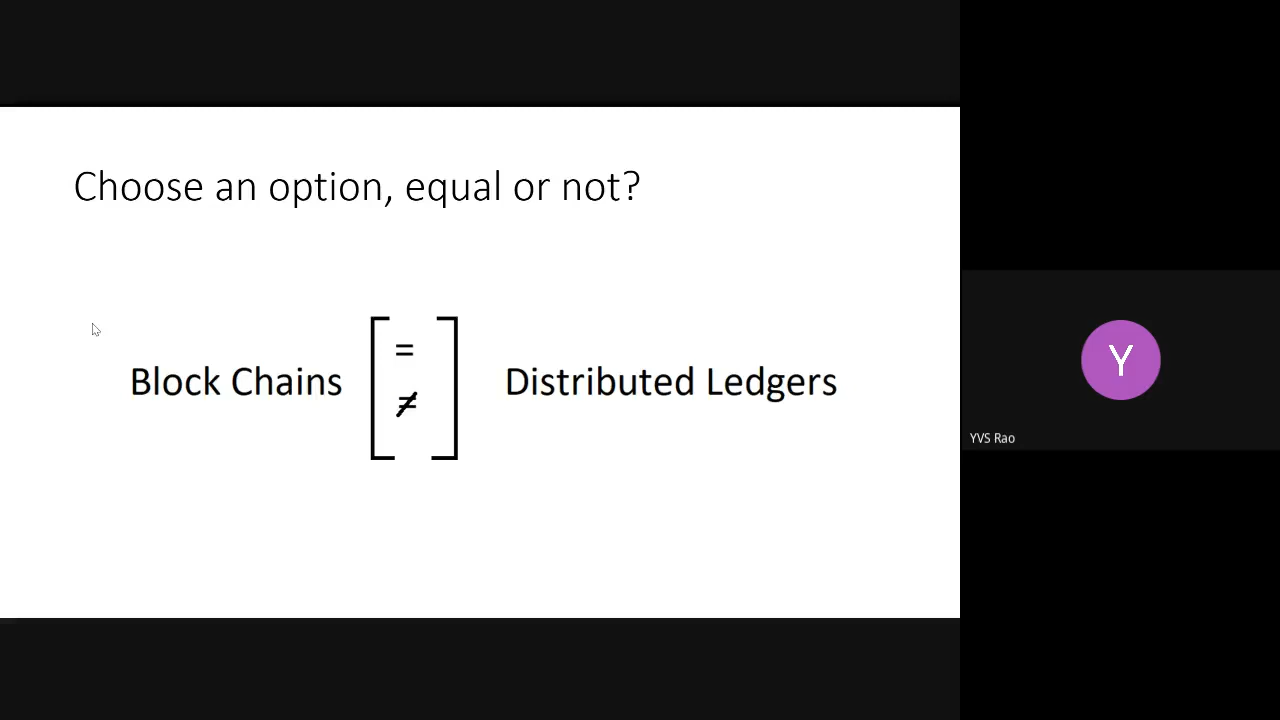 Choose an option, equal or not?
=
Block Chains
Distributed Ledgers
≠
Y
YVS Rao